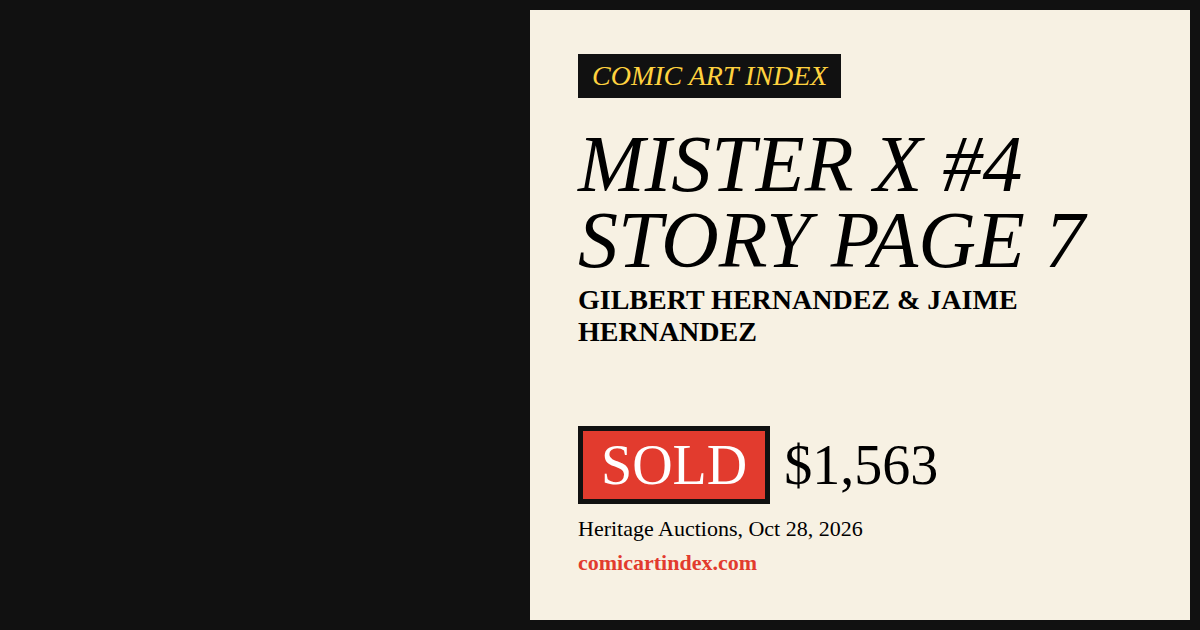 COMIC ART INDEX
MISTER X #4
STORY PAGE 7
GILBERT HERNANDEZ & JAIME
HERNANDEZ
SOLD $1,563
Heritage Auctions, Oct 28, 2026
comicartindex.com